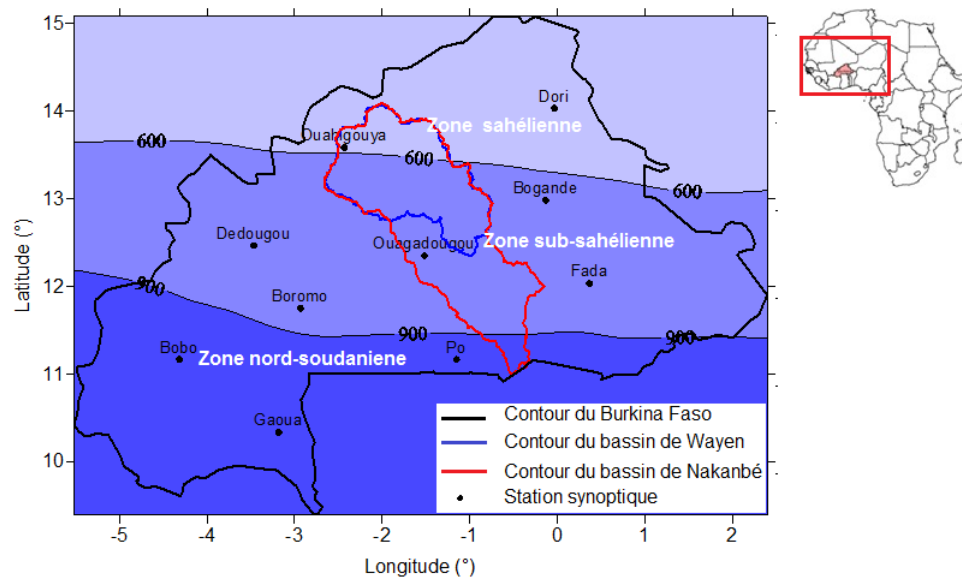 15
14
13
12
11
10
Latitude (°)
-5
-4
-3
-2
-1
0
1
2
Longitude (°)
Dori
Zone sahélienne
Ouahigouya
600
600
600
Bogande
Dedougou
Ouagadougou
Zone sub-sahélienne
Fada
900
Boromo
900
900
Bobo
Zone nord-soudaniene
Po
Gaoua
Contour du Burkina Faso
Contour du bassin de Wayen
Contour du bassin de Nakanbé
Station synoptique